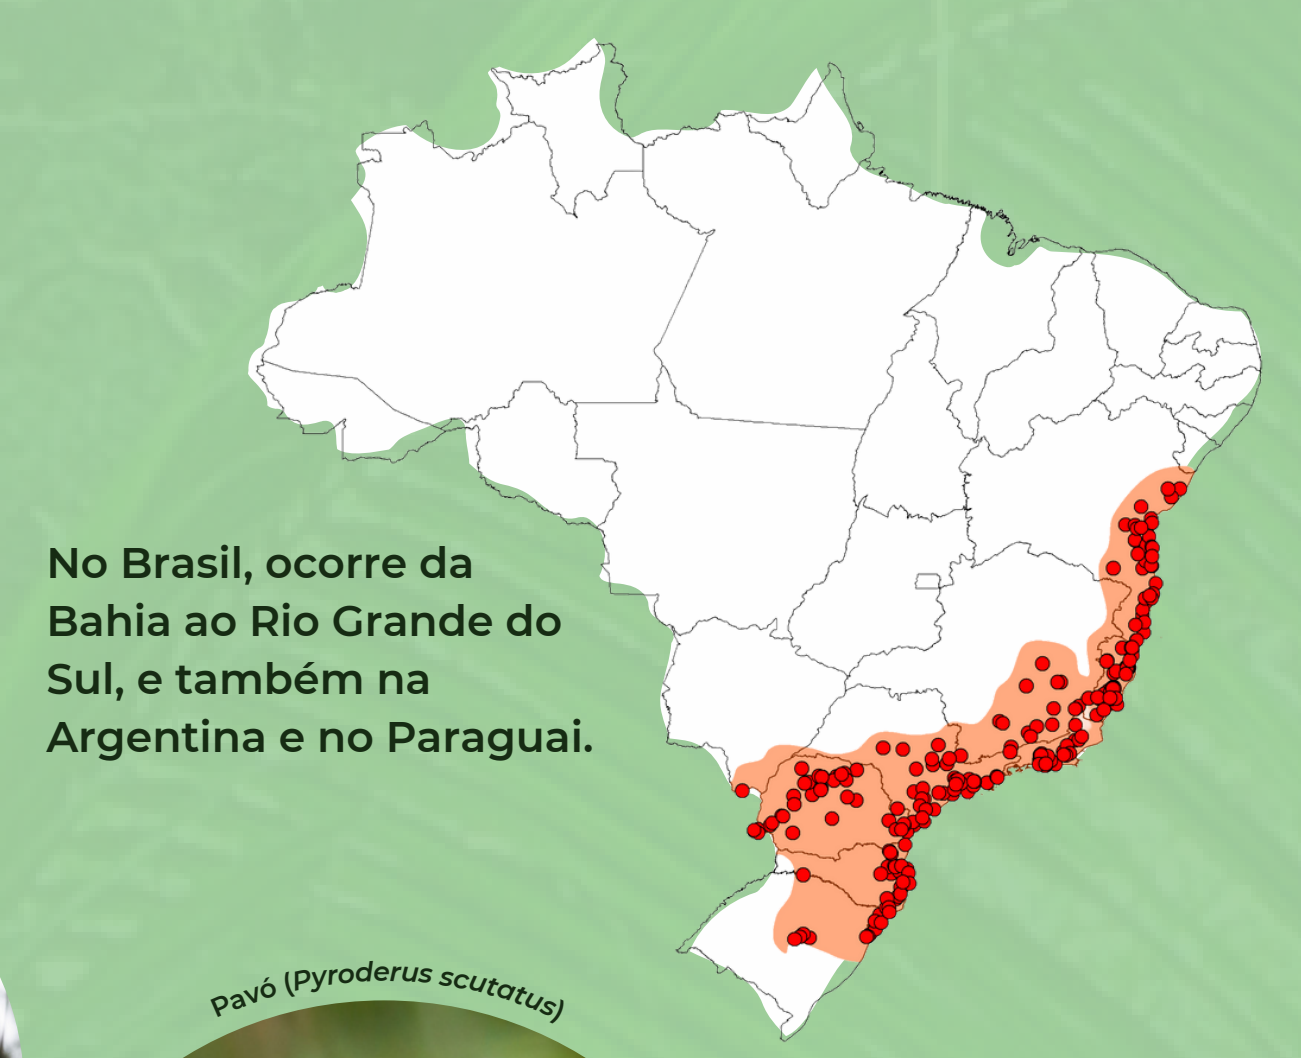 No Brasil, ocorre da
Bahia ao Rio Grande do
Sul, e também na
Argentina e no Paraguai.
Pavó (Pyroderus scutatus)